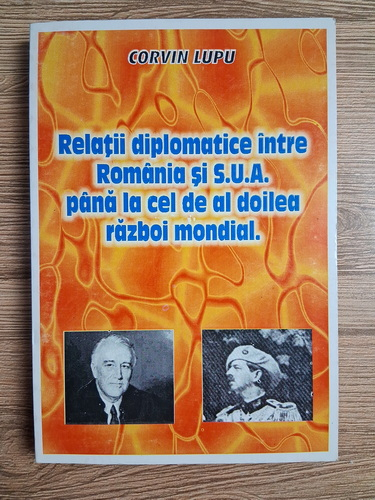 CORVIN LUPU
Relaţii diplomatice între
România şi S.U.A.
până la cel de al doilea
război mondial.